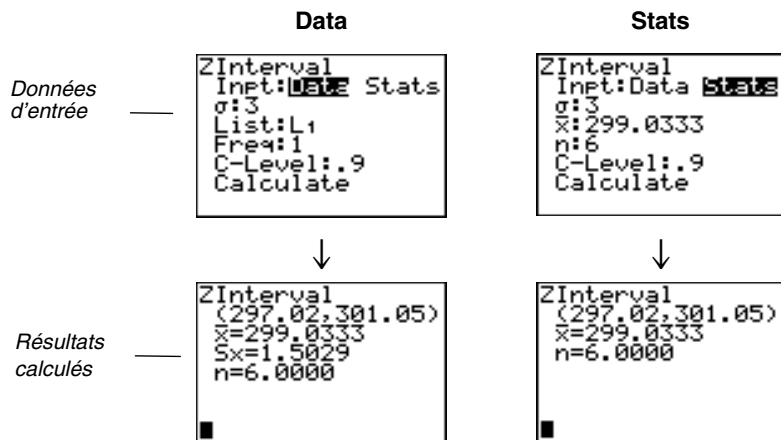 Data
Stats
Données
d'entrée
ZInterval
Inpt:Data Stats
σ:3
List:L₁
Freq:1
C-Level:.9
Calculate
ZInterval
Inpt:Data Stats
σ:3
x̄:299.0333
n:6
C-Level:.9
Calculate
↓
↓
Résultats
calculés
ZInterval
(297.02,301.05)
x̄=299.0333
Sx=1.5029
n=6.0000
ZInterval
(297.02,301.05)
x̄=299.0333
n=6.0000